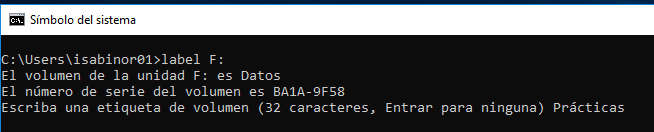 Símbolo del sistema
C:\Users\isabinor01>label F:
El volumen de la unidad F: es Datos
El número de serie del volumen es BA1A-9F58
Escriba una etiqueta de volumen (32 caracteres, Entrar para ninguna) Prácticas